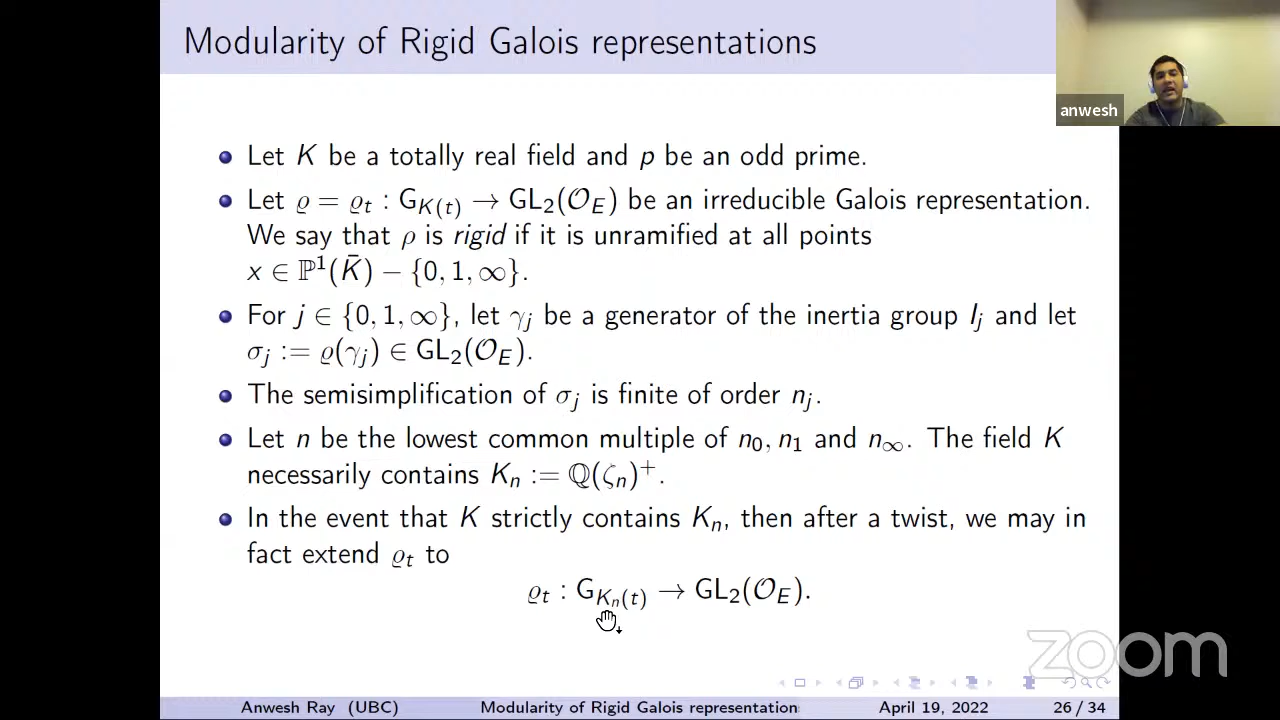 Modularity of Rigid Galois representations
anwesh
Let K be a totally real field and p be an odd prime.
Let ϱ = ϱ_t : G_{K(t)} → GL_2(𝒪_E) be an irreducible Galois representation.
We say that ρ is rigid if it is unramified at all points
x ∈ ℙ^1(K̄) − {0, 1, ∞}.
For j ∈ {0, 1, ∞}, let γ_j be a generator of the inertia group I_j and let
σ_j := ϱ(γ_j) ∈ GL_2(𝒪_E).
The semisimplification of σ_j is finite of order n_j.
Let n be the lowest common multiple of n_0, n_1 and n_∞. The field K
necessarily contains K_n := ℚ(ζ_n)^+.
In the event that K strictly contains K_n, then after a twist, we may in
fact extend ϱ_t to
ϱ_t : G_{K_n(t)} → GL_2(𝒪_E).
zoom
Anwesh Ray (UBC) Modularity of Rigid Galois representation April 19, 2022 26 / 34